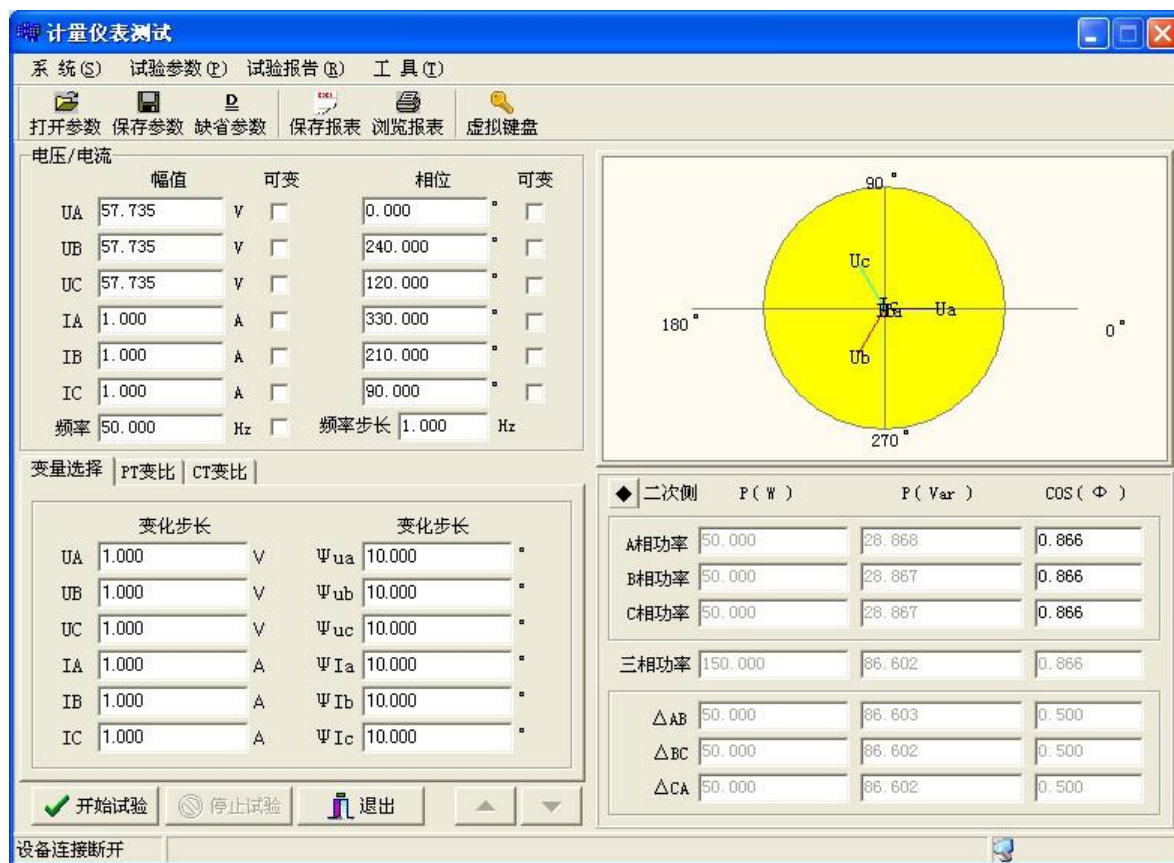 计量仪表测试
系 统(S) 试验参数(P) 试验报告(R) 工 具(T)
打开参数 保存参数 缺省参数 保存报表 浏览报表 虚拟键盘
电压/电流
幅值 可变 相位 可变
UA 57.735 V 0.000 °
UB 57.735 V 240.000 °
UC 57.735 V 120.000 °
IA 1.000 A 330.000 °
IB 1.000 A 210.000 °
IC 1.000 A 90.000 °
频率 50.000 Hz 频率步长 1.000 Hz
90 °
Uc
180 °
Ua
0 °
Ub
270 °
变量选择 PT变比 CT变比
变化步长 变化步长
UA 1.000 V Ψua 10.000 °
UB 1.000 V Ψub 10.000 °
UC 1.000 V Ψuc 10.000 °
IA 1.000 A ΨIa 10.000 °
IB 1.000 A ΨIb 10.000 °
IC 1.000 A ΨIc 10.000 °
二次侧 P( W ) P( Var ) COS( Φ )
A相功率 50.000 28.868 0.866
B相功率 50.000 28.867 0.866
C相功率 50.000 28.867 0.866
三相功率 150.000 86.602 0.866
△AB 50.000 86.603 0.500
△BC 50.000 86.602 0.500
△CA 50.000 86.602 0.500
开始试验 停止试验 退出
设备连接断开